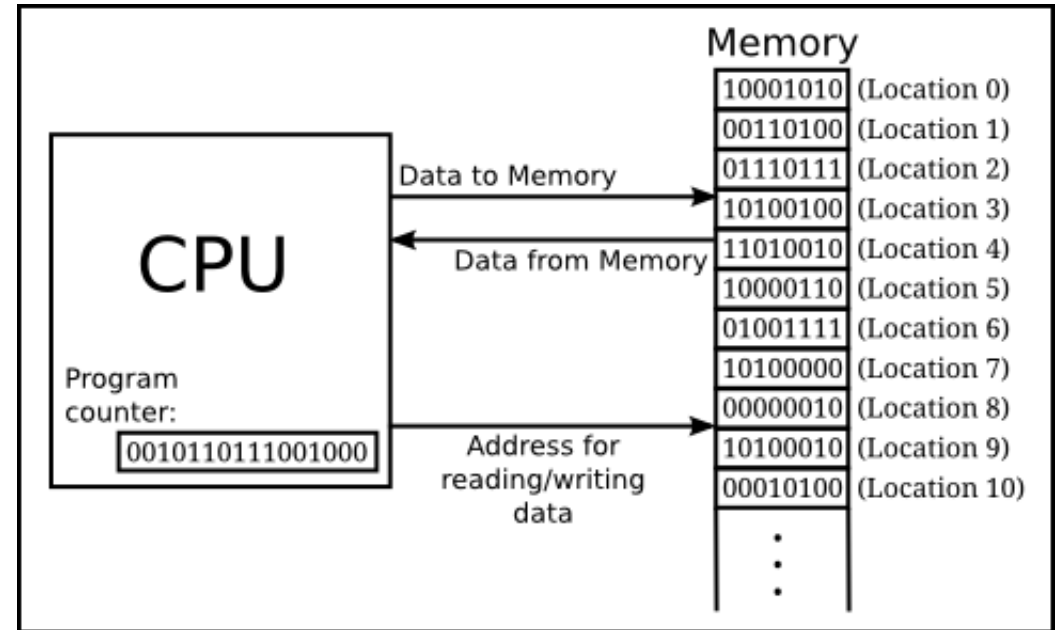 Memory
10001010 (Location 0)
00110100 (Location 1)
01110111 (Location 2)
10100100 (Location 3)
11010010 (Location 4)
10000110 (Location 5)
01001111 (Location 6)
10100000 (Location 7)
00000010 (Location 8)
10100010 (Location 9)
00010100 (Location 10)
Data to Memory
Data from Memory
CPU
Program
counter:
0010110111001000
Address for
reading/writing
data